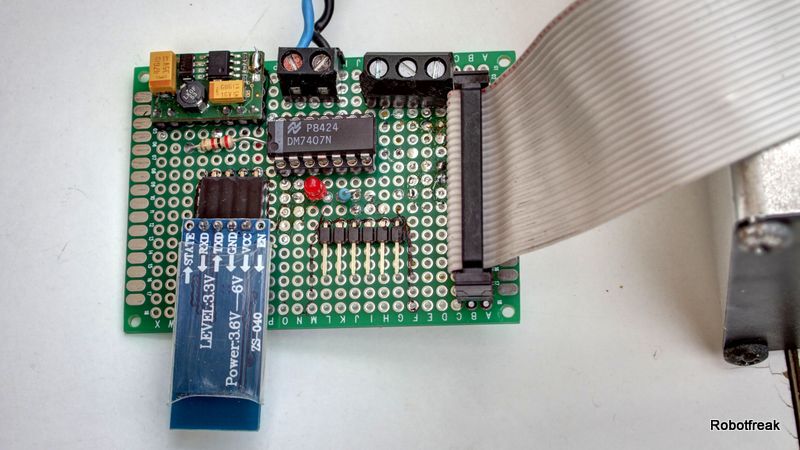 P8424
DM7407N
STATE
RXD
TXD
GND
VCC
EN
LEVEL:3.3V
Power:3.6V—6V
ZS-040
X W
P O N M L K J I H G F E D C B A
Robotfreak